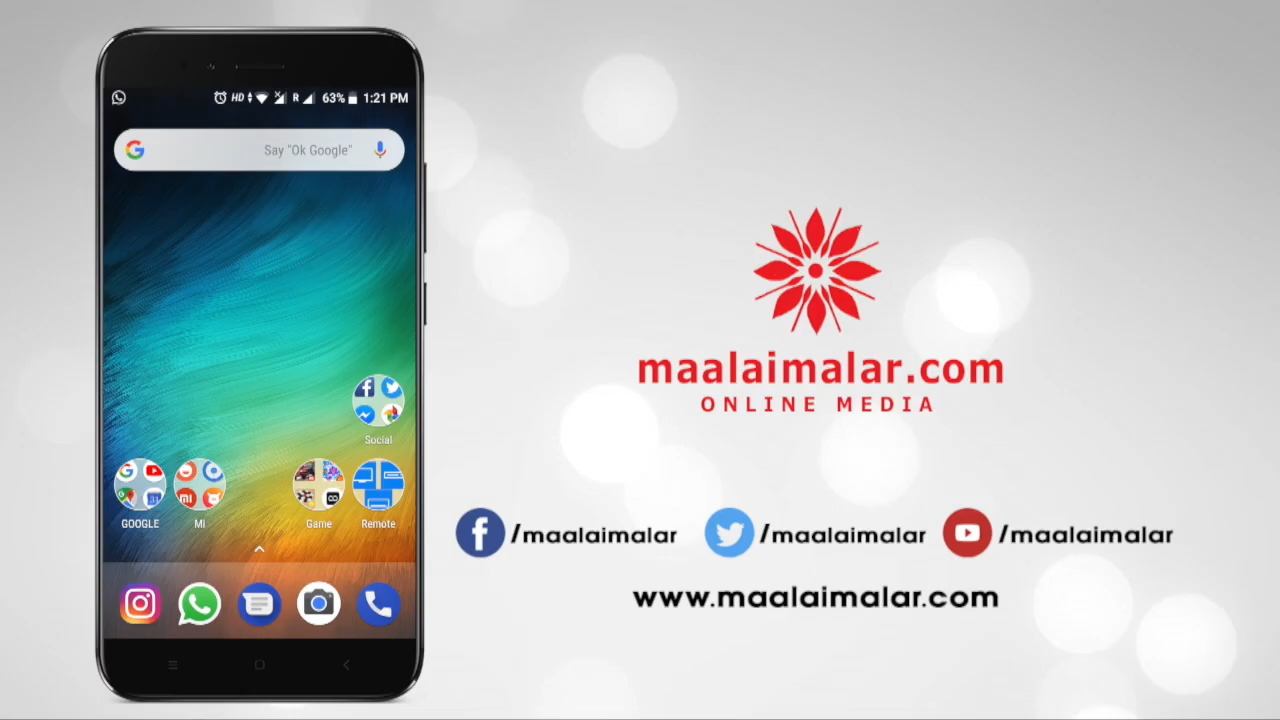 HD R 63% 1:21 PM
Say "Ok Google"
Social
GOOGLE Mi Game Remote
maalaimalar.com
ONLINE MEDIA
/maalaimalar /maalaimalar /maalaimalar
www.maalaimalar.com